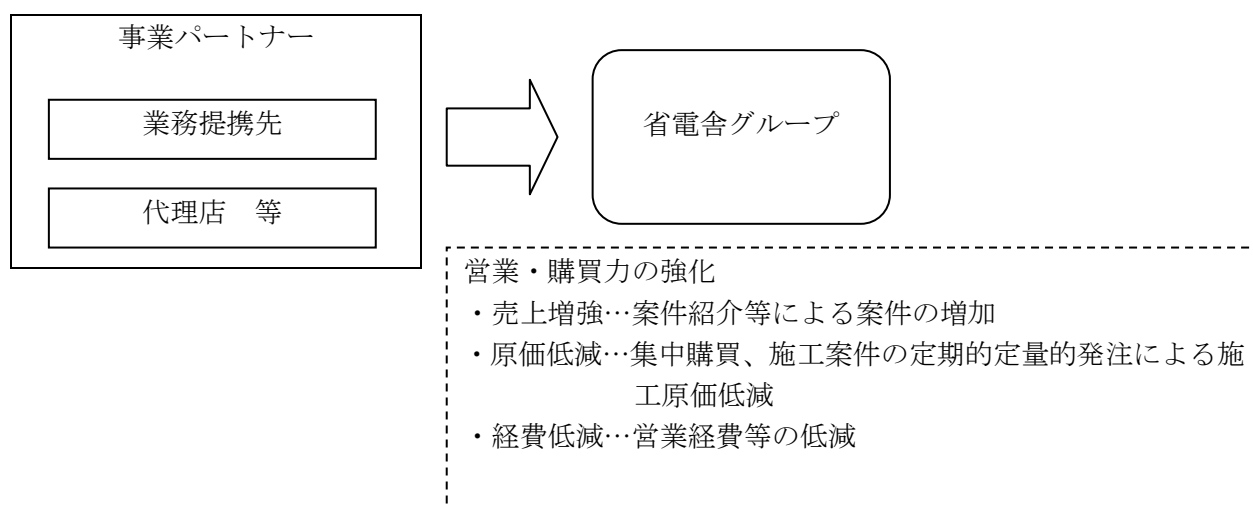 事業パートナー
業務提携先
代理店　等
省電舎グループ
営業・購買力の強化
・売上増強…案件紹介等による案件の増加
・原価低減…集中購買、施工案件の定期的定量的発注による施
工原価低減
・経費低減…営業経費等の低減